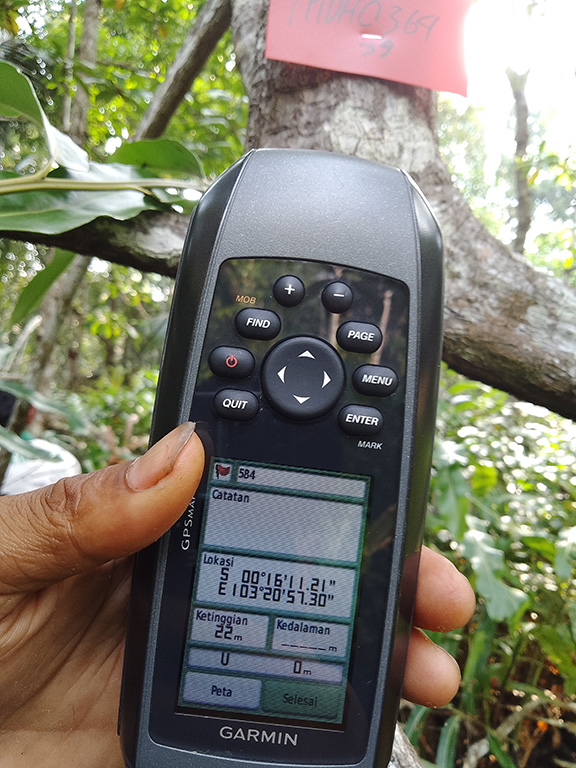 +
−
MOB
FIND
PAGE
MENU
QUIT
ENTER
MARK
GPSMAP
584
Catatan
Lokasi
S 00°16'11.21"
E103°20'57.30"
Ketinggian
Kedalaman
22m
_____m
U
0m
Peta
Selesai
GARMIN